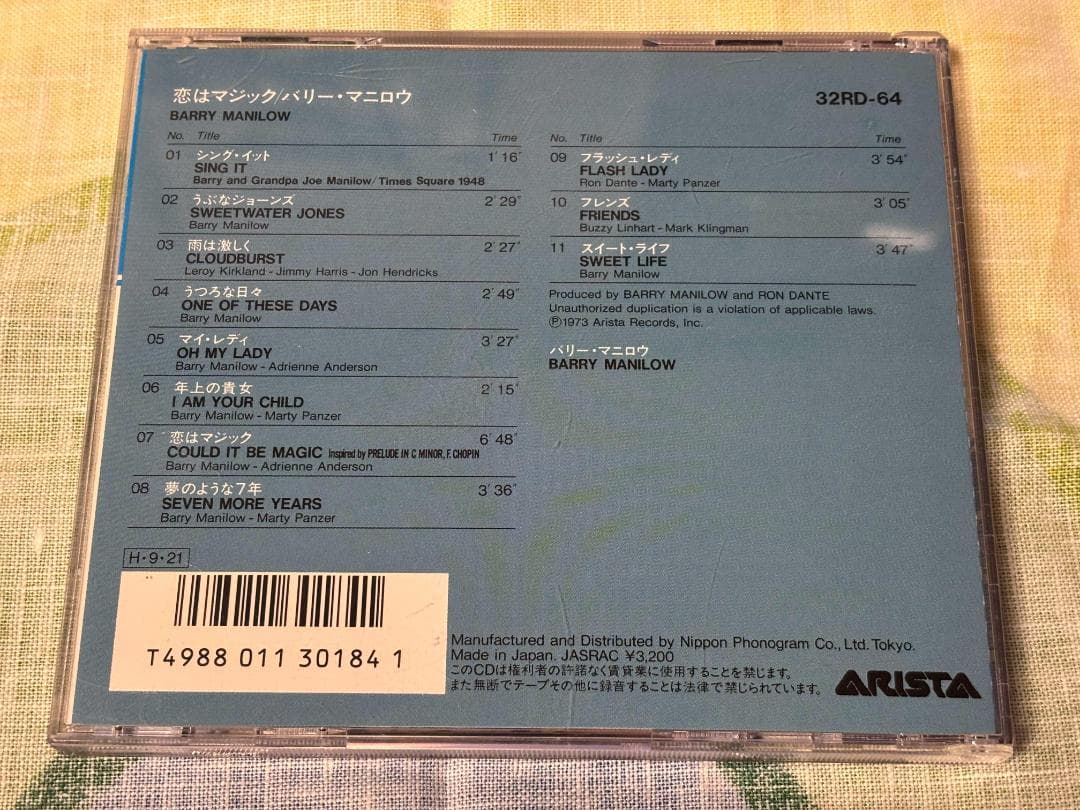 恋はマジック/バリー・マニロウ
BARRY MANILOW
32RD-64
No. Title Time
01 シング・イット 1'16"
SING IT
Barry and Grandpa Joe Manilow/Times Square 1948
02 うぶなジョーンズ 2'29"
SWEETWATER JONES
Barry Manilow
03 雨は激しく 2'27"
CLOUDBURST
Leroy Kirkland - Jimmy Harris - Jon Hendricks
04 うつろな日々 2'49"
ONE OF THESE DAYS
Barry Manilow
05 マイ・レディ 3'27"
OH MY LADY
Barry Manilow - Adrienne Anderson
06 年上の貴女 2'15"
I AM YOUR CHILD
Barry Manilow - Marty Panzer
07 恋はマジック 6'48"
COULD IT BE MAGIC Inspired by PRELUDE IN C MINOR, F. CHOPIN
Barry Manilow - Adrienne Anderson
08 夢のような7年 3'36"
SEVEN MORE YEARS
Barry Manilow - Marty Panzer
No. Title Time
09 フラッシュ・レディ 3'54"
FLASH LADY
Ron Dante - Marty Panzer
10 フレンズ 3'05"
FRIENDS
Buzzy Linhart - Mark Klingman
11 スイート・ライフ 3'47"
SWEET LIFE
Barry Manilow
Produced by BARRY MANILOW and RON DANTE
Unauthorized duplication is a violation of applicable laws.
Ⓟ1973 Arista Records, Inc.
バリー・マニロウ
BARRY MANILOW
H・9・21
T4988 011 30184 1
Manufactured and Distributed by Nippon Phonogram Co., Ltd. Tokyo.
Made in Japan. JASRAC ¥3,200
このCDは権利者の許諾なく賃貸業に使用することを禁じます。
また無断でテープその他に録音することは法律で禁じられています。
ARISTA